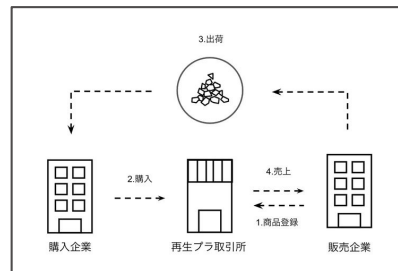 3.出荷
2.購入
4.売上
1.商品登録
購入企業
再生プラ取引所
販売企業